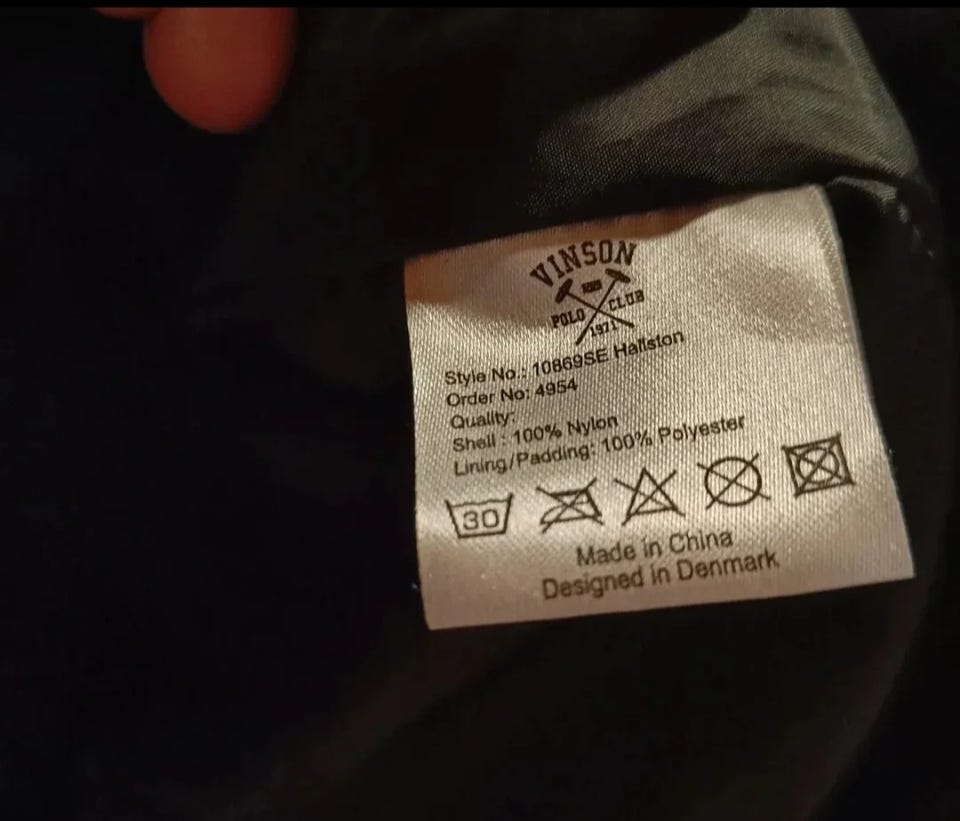 VINSON
POLO CLUB
1971
Style No.: 10869SE Halston
Order No: 4954
Quality:
Shell : 100% Nylon
Lining/Padding: 100% Polyester
30
Made in China
Designed in Denmark